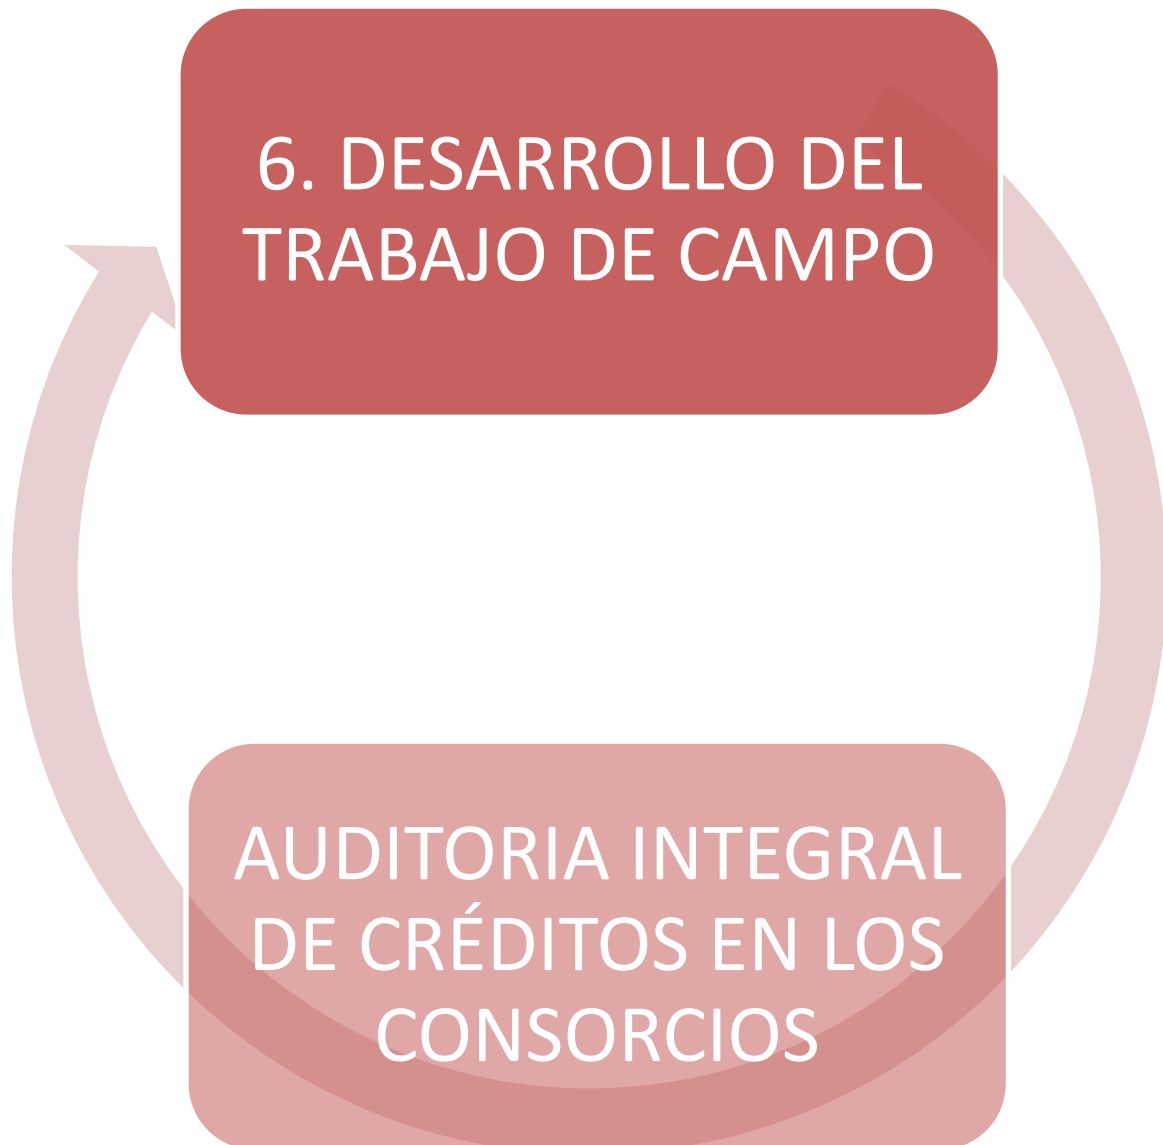 6. DESARROLLO DEL
TRABAJO DE CAMPO
AUDITORIA INTEGRAL
DE CRÉDITOS EN LOS
CONSORCIOS